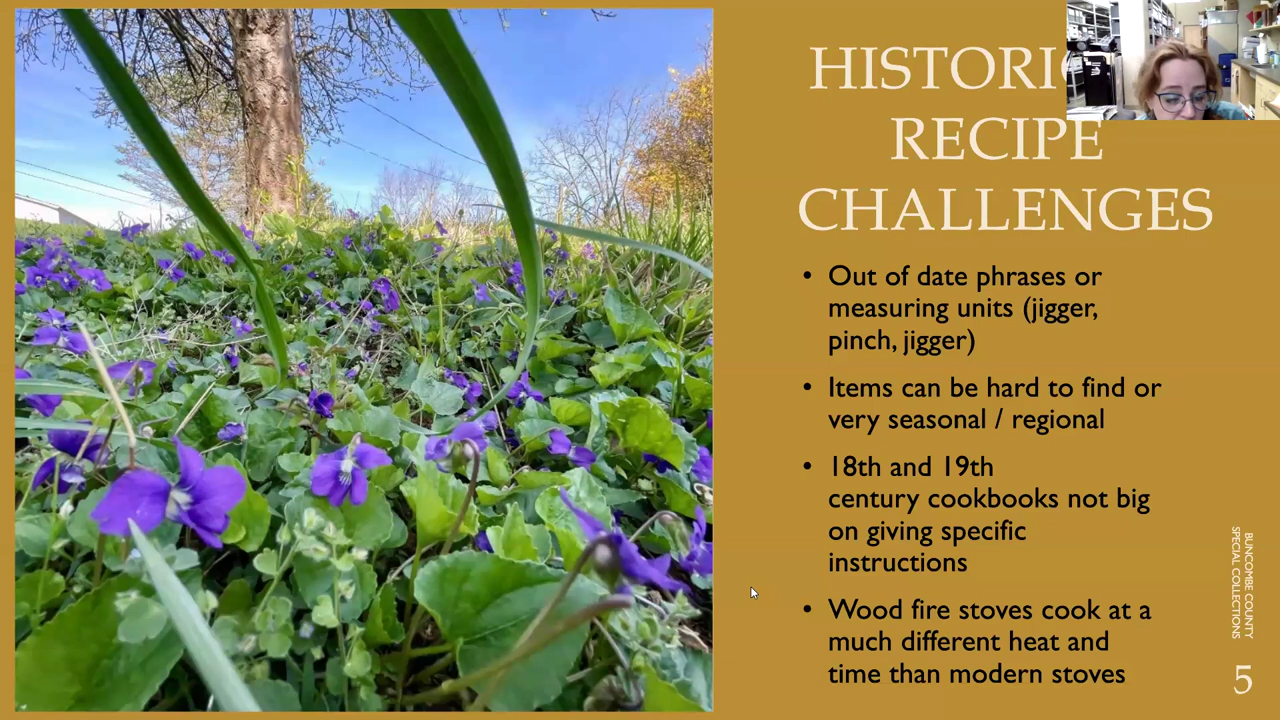 HISTORIC
RECIPE
CHALLENGES
• Out of date phrases or
measuring units (jigger,
pinch, jigger)
• Items can be hard to find or
very seasonal / regional
• 18th and 19th
century cookbooks not big
on giving specific
instructions
• Wood fire stoves cook at a
much different heat and
time than modern stoves
BUNCOMBE COUNTY
SPECIAL COLLECTIONS
5